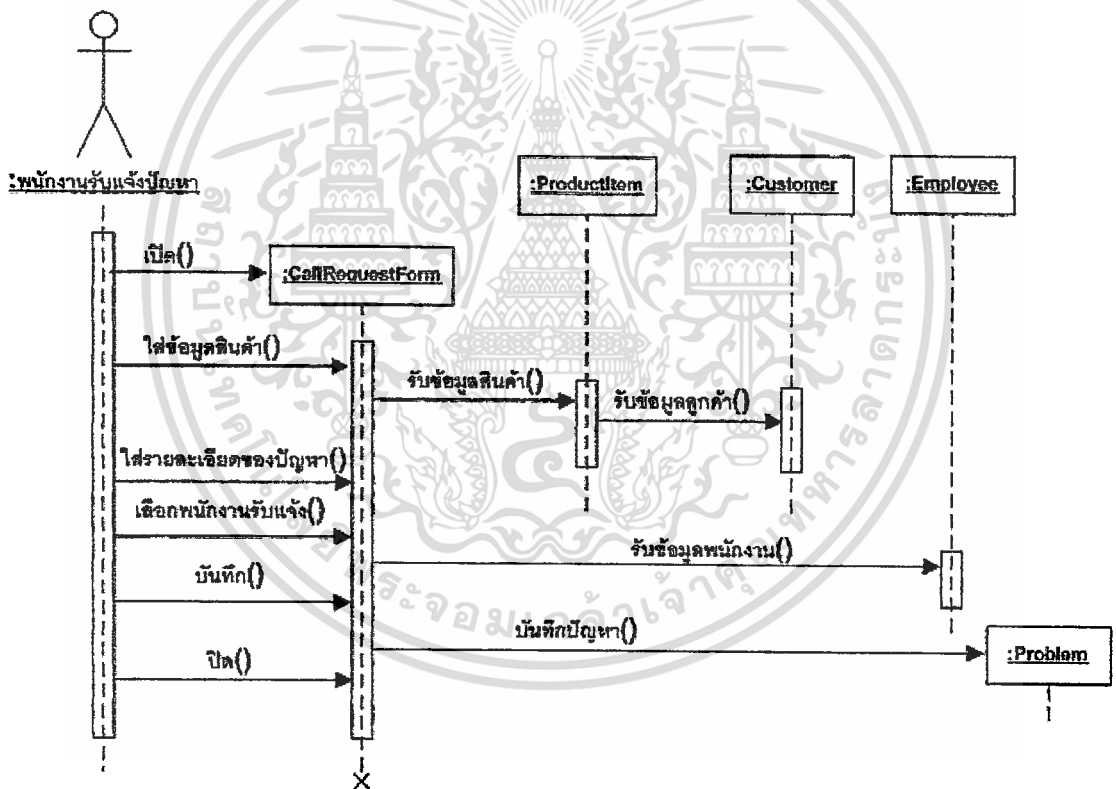 :พนักงานรับแจ้งปัญหา
:ProductItem
:Customer
:Employee
เปิด()
:CallRequestForm
ใส่ข้อมูลสินค้า()
รับข้อมูลสินค้า()
รับข้อมูลลูกค้า()
ใส่รายละเอียดของปัญหา()
เลือกพนักงานรับแจ้ง()
รับข้อมูลพนักงาน()
บันทึก()
บันทึกปัญหา()
:Problem
ปิด()